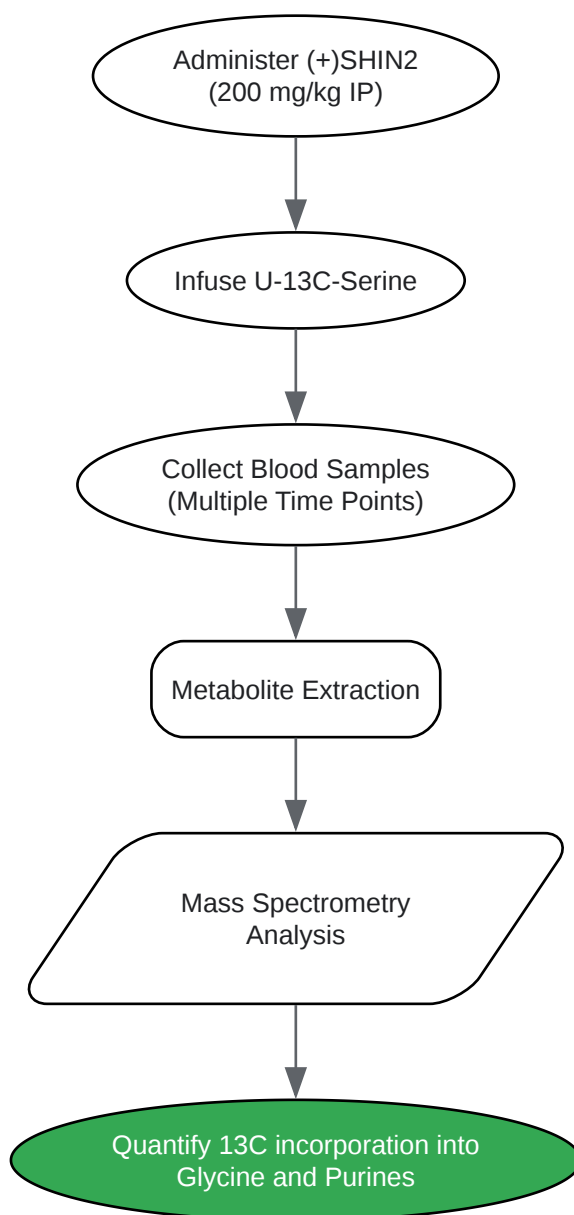 Administer (+)SHIN2
(200 mg/kg IP)
Infuse U-13C-Serine
Collect Blood Samples
(Multiple Time Points)
Metabolite Extraction
Mass Spectrometry
Analysis
Quantify 13C incorporation into
Glycine and Purines